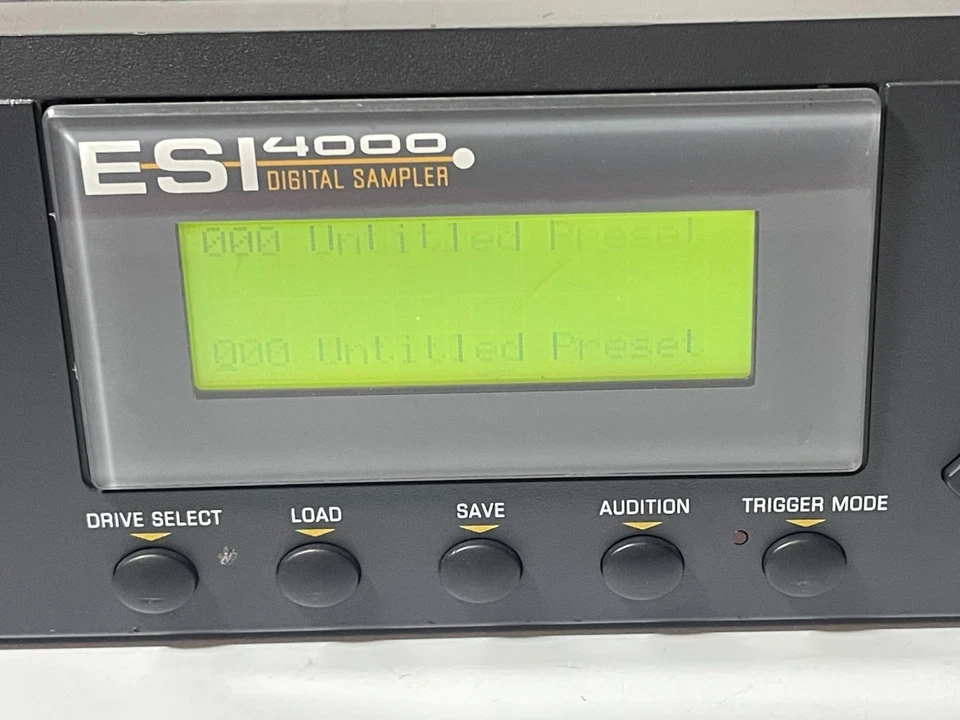 ESI 4000
DIGITAL SAMPLER
000 Untitled Preset
000 Untitled Preset
DRIVE SELECT
LOAD
SAVE
AUDITION
TRIGGER MODE